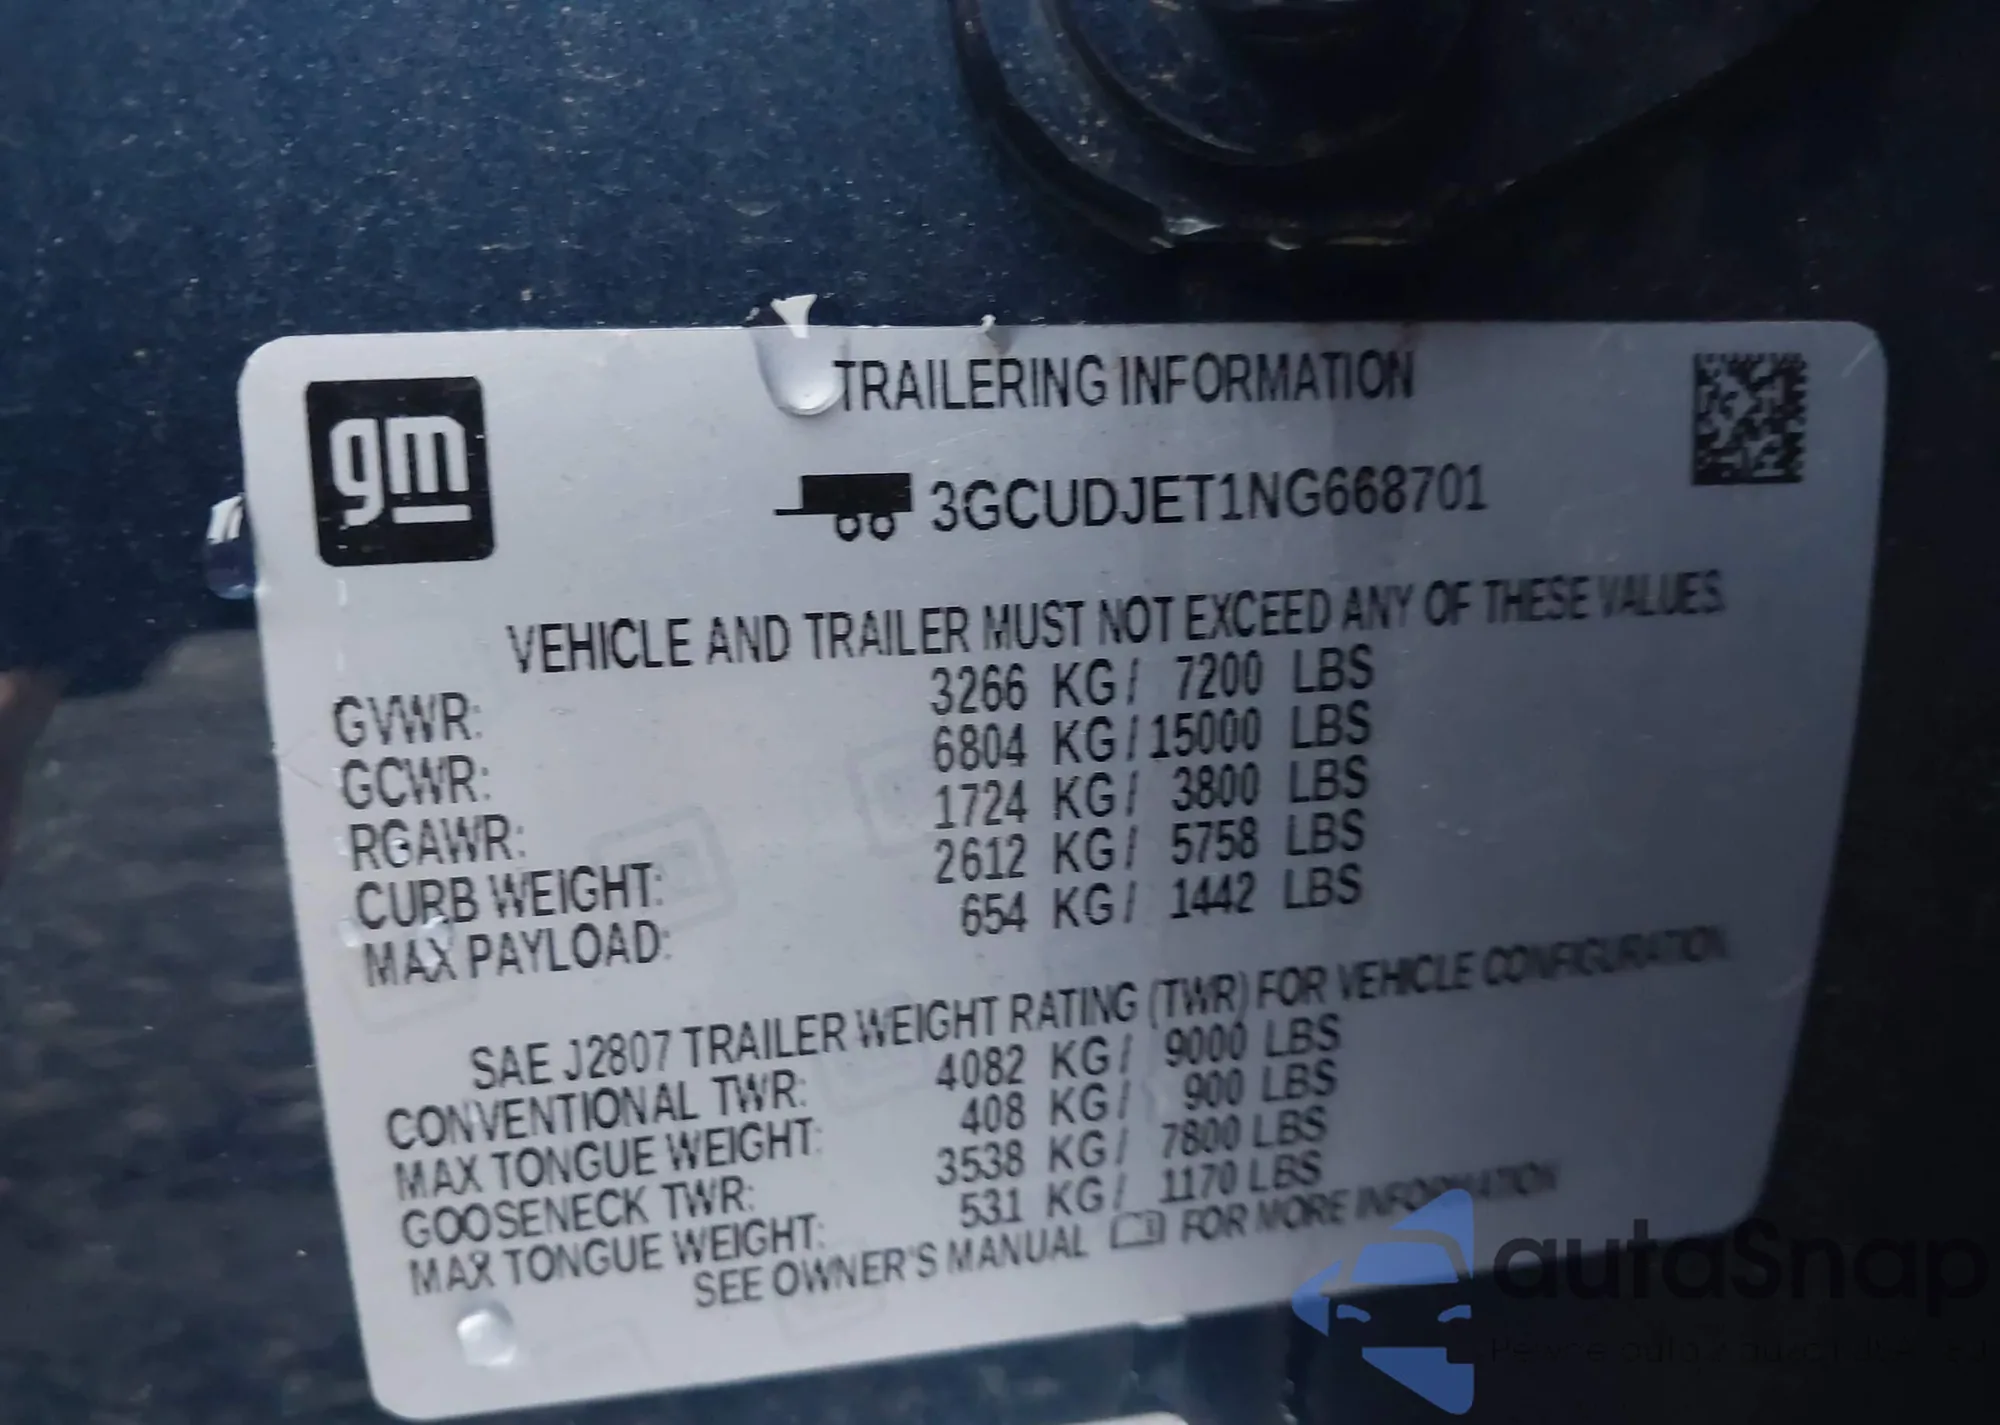 gm
TRAILERING INFORMATION
3GCUDJET1NG668701
VEHICLE AND TRAILER MUST NOT EXCEED ANY OF THESE VALUES.
GVWR: 3266 KG / 7200 LBS
GCWR: 6804 KG / 15000 LBS
RGAWR: 1724 KG / 3800 LBS
CURB WEIGHT: 2612 KG / 5758 LBS
MAX PAYLOAD: 654 KG / 1442 LBS
SAE J2807 TRAILER WEIGHT RATING (TWR) FOR VEHICLE CONFIGURATION.
CONVENTIONAL TWR: 4082 KG / 9000 LBS
MAX TONGUE WEIGHT: 408 KG / 900 LBS
GOOSENECK TWR: 3538 KG / 7800 LBS
MAX TONGUE WEIGHT: 531 KG / 1170 LBS
SEE OWNER'S MANUAL FOR MORE INFORMATION
autaSnap